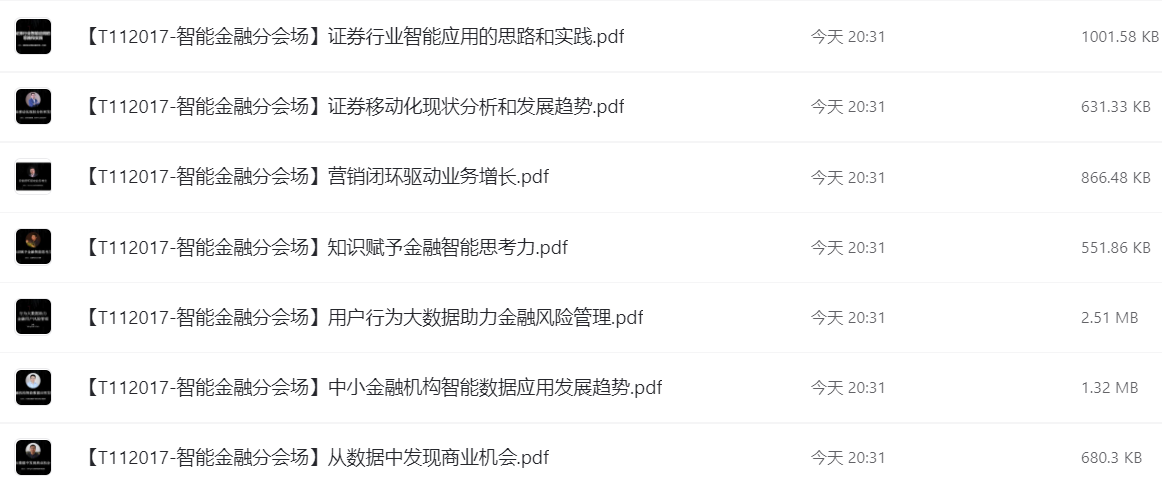 【T112017-智能金融分会场】证券行业智能应用的思路和实践.pdf 今天 20:31 1001.58 KB
【T112017-智能金融分会场】证券移动化现状分析和发展趋势.pdf 今天 20:31 631.33 KB
【T112017-智能金融分会场】营销闭环驱动业务增长.pdf 今天 20:31 866.48 KB
【T112017-智能金融分会场】知识赋予金融智能思考力.pdf 今天 20:31 551.86 KB
【T112017-智能金融分会场】用户行为大数据助力金融风险管理.pdf 今天 20:31 2.51 MB
【T112017-智能金融分会场】中小金融机构智能数据应用发展趋势.pdf 今天 20:31 1.32 MB
【T112017-智能金融分会场】从数据中发现商业机会.pdf 今天 20:31 680.3 KB